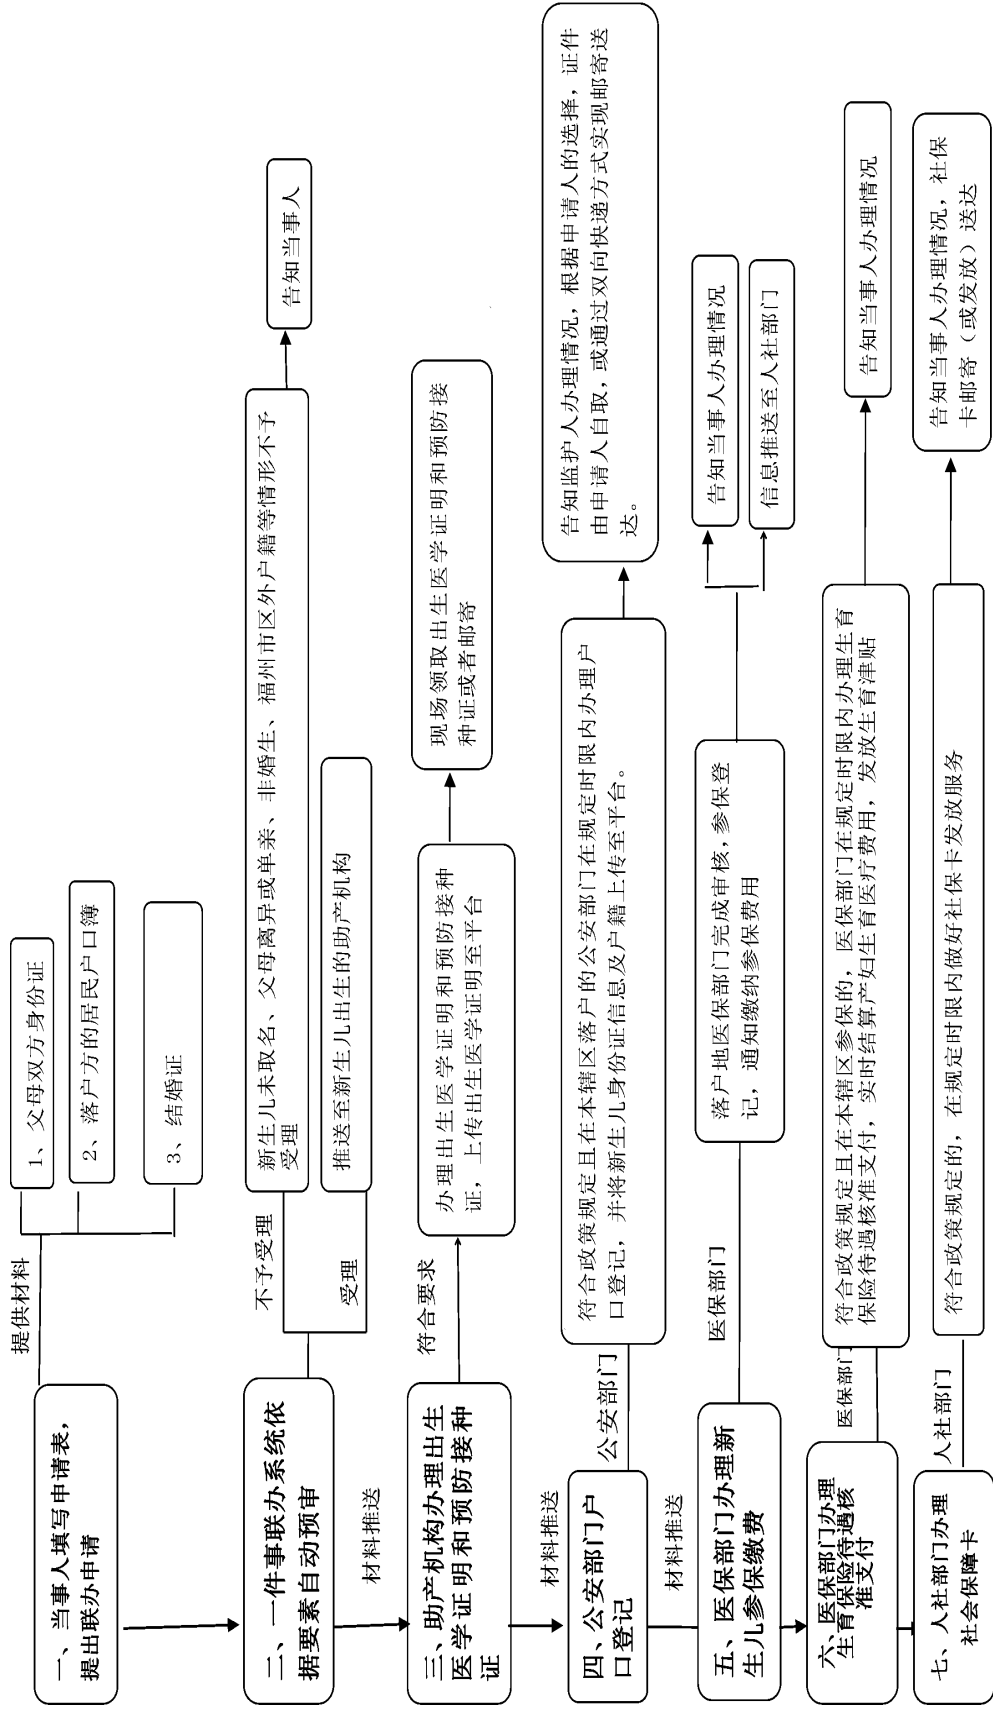 一、当事人填写申请表，
提出联办申请
提供材料
1、父母双方身份证
2、落户方的居民户口簿
3、结婚证
二、一件事联办系统依
据要素自动预审
不予受理
新生儿未取名、父母离异或单亲、非婚生、福州市区外户籍等情形不予
受理
告知当事人
受理
推送至新生儿出生的助产机构
材料推送
三、助产机构办理出生
医学证明和预防接种
证
符合要求
办理出生医学证明和预防接种
证，上传出生医学证明至平台
现场领取出生医学证明和预防接
种证或者邮寄
材料推送
四、公安部门户
口登记
公安部门
符合政策规定且在本辖区落户的公安部门在规定时限内办理户
口登记，并将新生儿身份证信息及户籍上传至平台。
告知监护人办理情况，根据申请人的选择，证件
由申请人自取，或通过双向快递方式实现邮寄送
达。
材料推送
五、医保部门办理新
生儿参保缴费
医保部门
落户地医保部门完成审核，参保登
记，通知缴纳参保费用
告知当事人办理情况
信息推送至人社部门
六、医保部门办理
生育保险待遇核
准支付
医保部门
符合政策规定且在本辖区参保的，医保部门在规定时限内办理生育
保险待遇核准支付，实时结算产妇生育医疗费用，发放生育津贴
告知当事人办理情况
七、人社部门办理
社会保障卡
人社部门
符合政策规定的，在规定时限内做好社保卡发放服务
告知当事人办理情况，社保
卡邮寄（或发放）送达